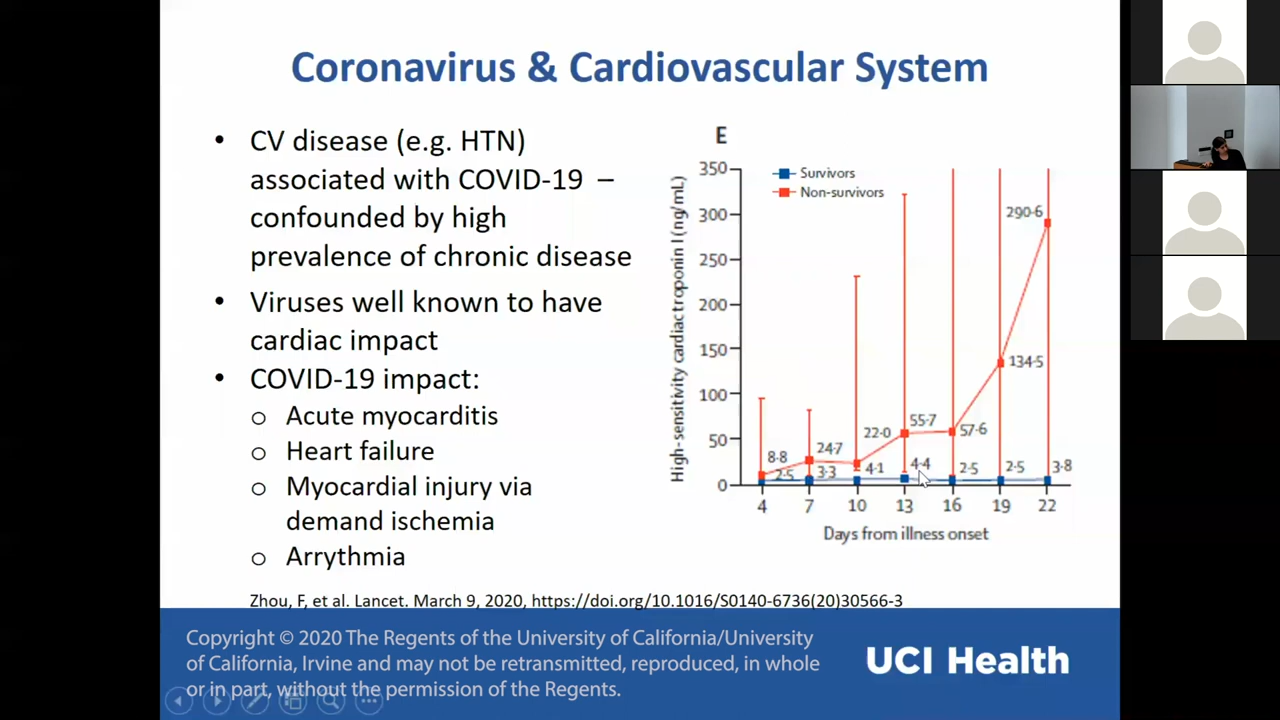 Coronavirus & Cardiovascular System
• CV disease (e.g. HTN)
associated with COVID-19 –
confounded by high
prevalence of chronic disease
• Viruses well known to have
cardiac impact
• COVID-19 impact:
o Acute myocarditis
o Heart failure
o Myocardial injury via
demand ischemia
o Arrythmia
E
High-sensitivity cardiac troponin I (ng/mL)
350
300
250
200
150
100
50
0
Survivors
Non-survivors
8·8
24·7
22·0
55·7
57·6
134·5
290·6
2·5
3·3
4·1
4·4
2·5
2·5
3·8
4 7 10 13 16 19 22
Days from illness onset
Zhou, F, et al. Lancet. March 9, 2020, https://doi.org/10.1016/S0140-6736(20)30566-3
Copyright © 2020 The Regents of the University of California/University
of California, Irvine and may not be retransmitted, reproduced, in whole
or in part, without the permission of the Regents.
UCI Health